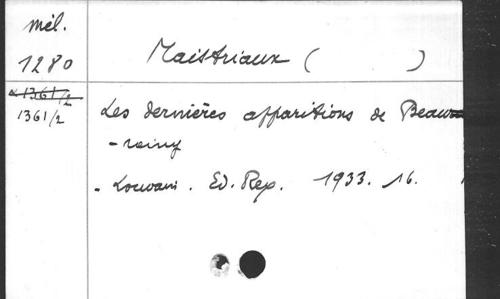 mél.
1280
Maistriaux ( )
1361/2
1361/2
Les dernières apparitions de Beau
-raing
- Louvain. Ed. Rex. 1933. 16.